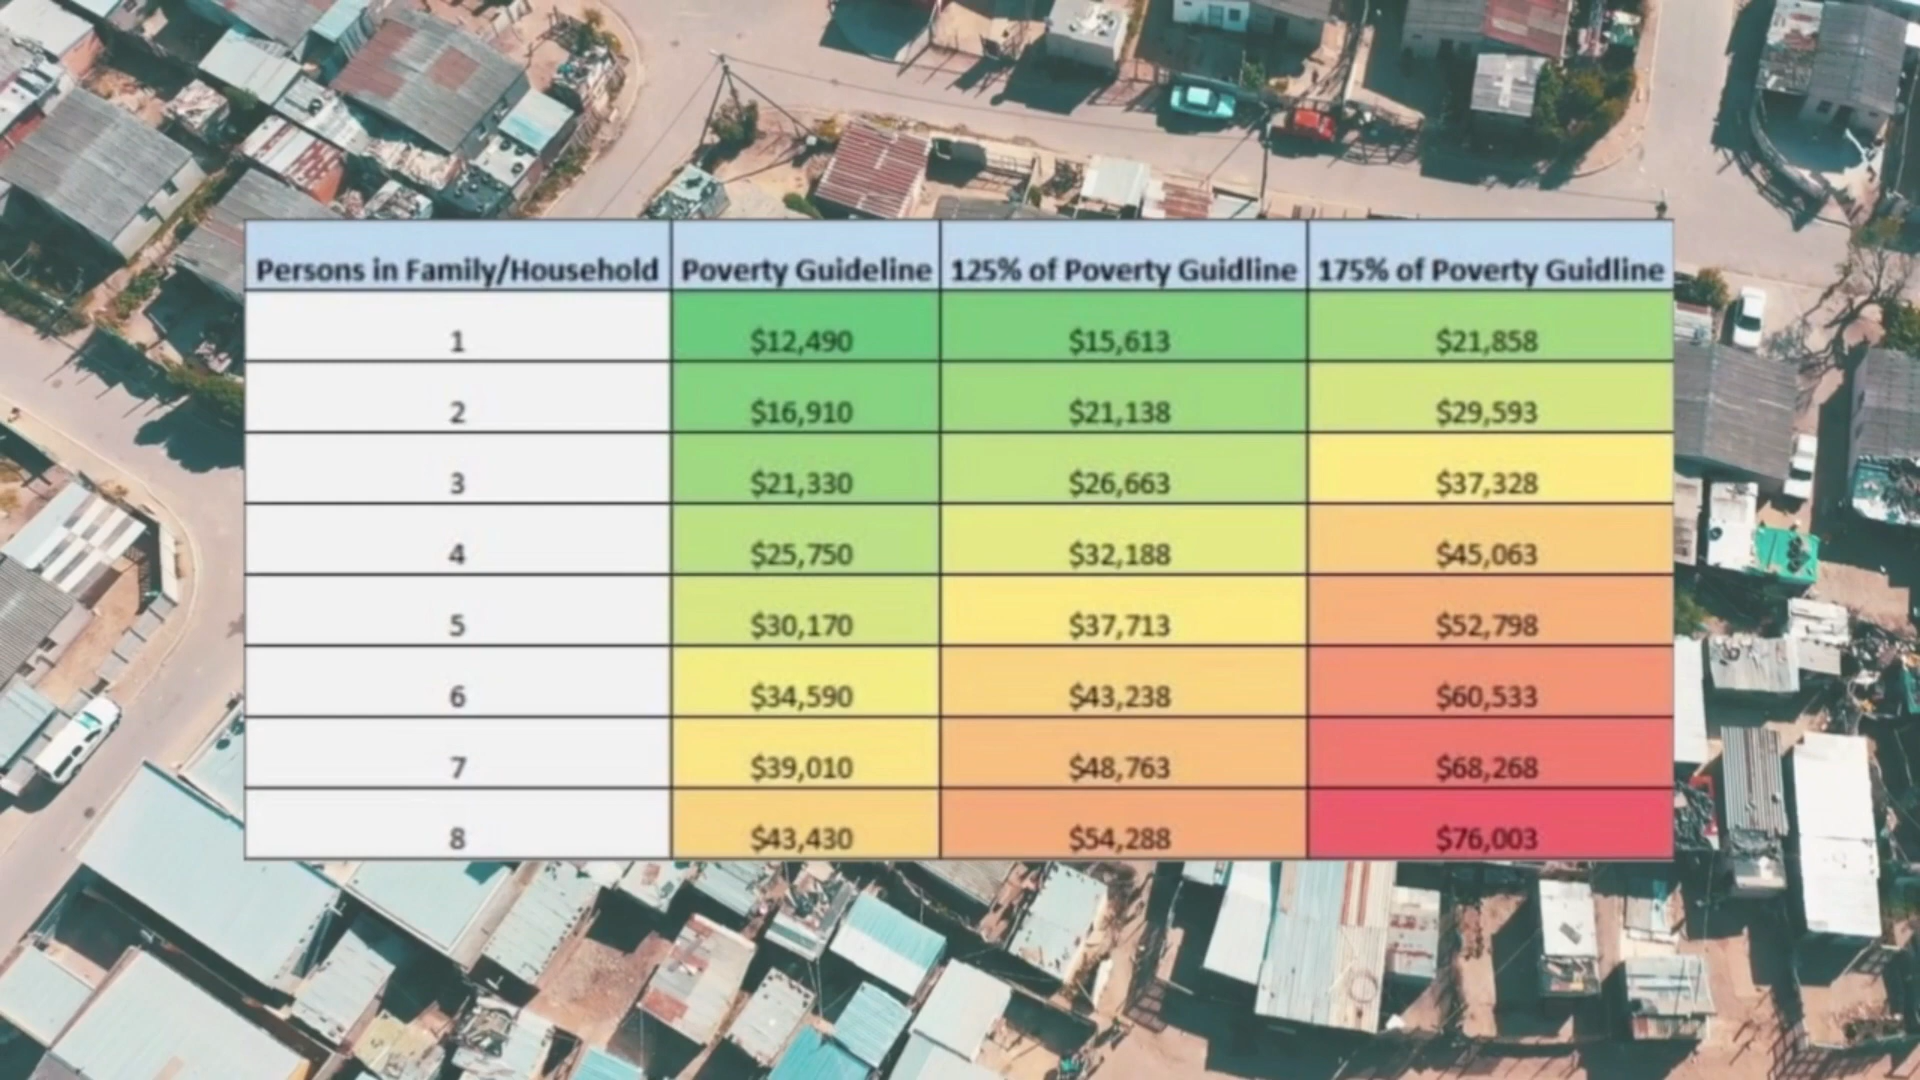 Persons in Family/Household Poverty Guideline 125% of Poverty Guidline 175% of Poverty Guidline
1 $12,490 $15,613 $21,858
2 $16,910 $21,138 $29,593
3 $21,330 $26,663 $37,328
4 $25,750 $32,188 $45,063
5 $30,170 $37,713 $52,798
6 $34,590 $43,238 $60,533
7 $39,010 $48,763 $68,268
8 $43,430 $54,288 $76,003